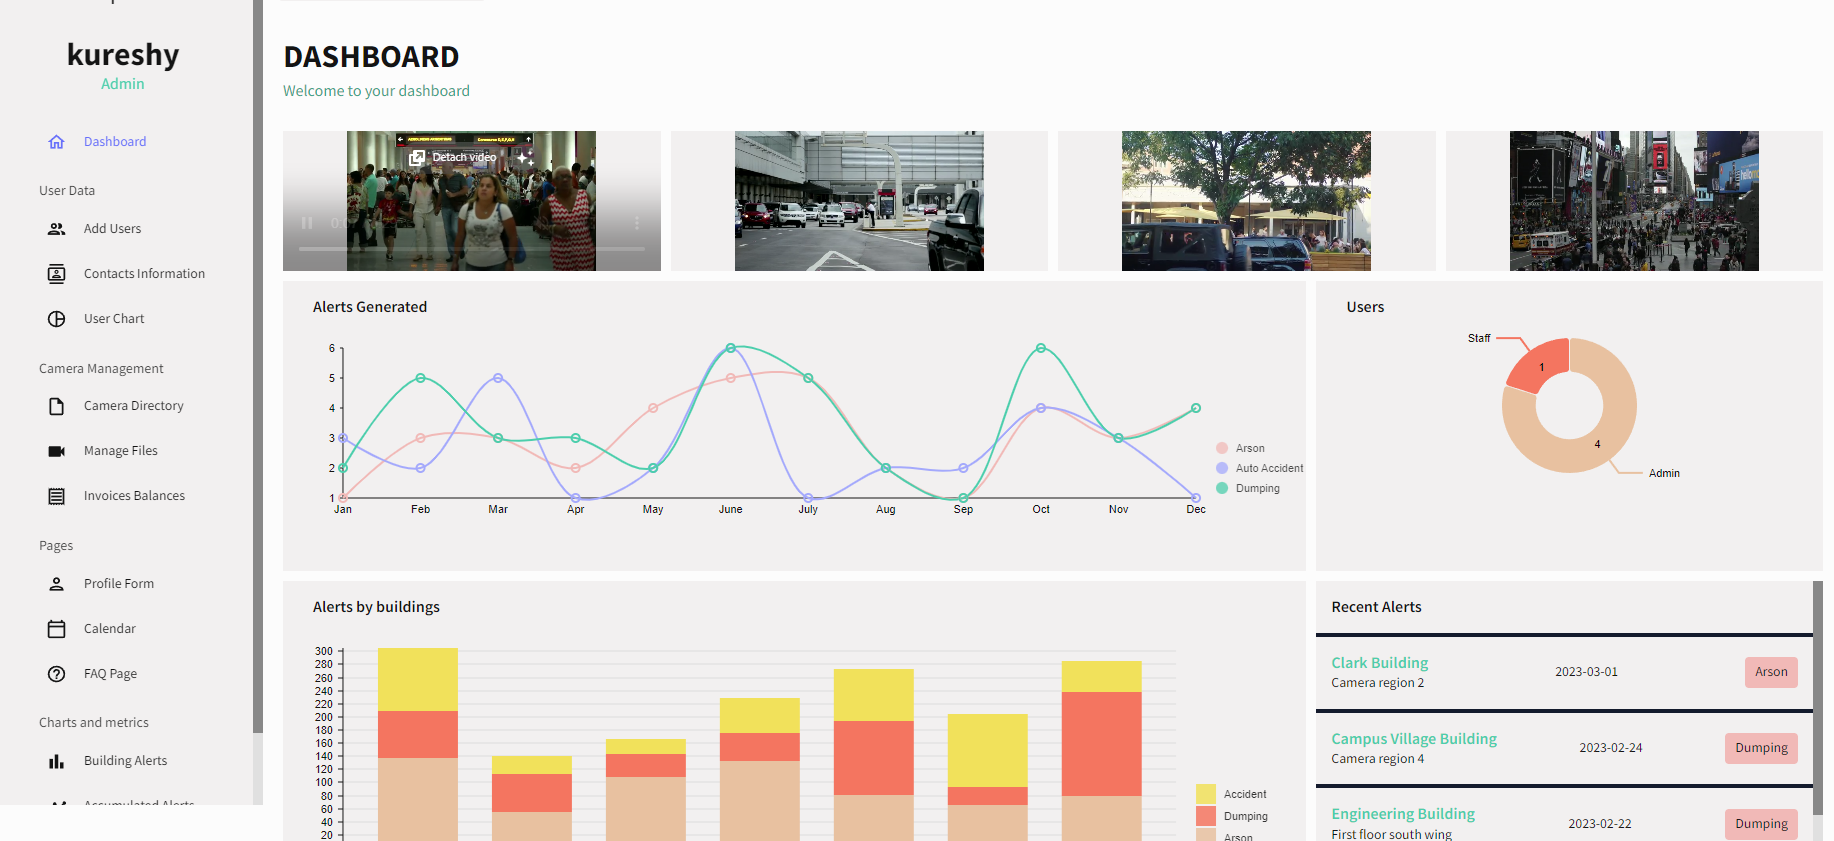 kureshy
Admin
Dashboard
User Data
Add Users
Contacts Information
User Chart
Camera Management
Camera Directory
Manage Files
Invoices Balances
Pages
Profile Form
Calendar
FAQ Page
Charts and metrics
Building Alerts
Accumulated Alerts
DASHBOARD
Welcome to your dashboard
Detach video
Alerts Generated
6
5
4
3
2
1
Jan Feb Mar Apr May June July Aug Sep Oct Nov Dec
Arson
Auto Accident
Dumping
Users
Staff
1
4
Admin
Alerts by buildings
300
280
260
240
220
200
180
160
140
120
100
80
60
40
20
Accident
Dumping
Arson
Recent Alerts
Clark Building
Camera region 2
2023-03-01
Arson
Campus Village Building
Camera region 4
2023-02-24
Dumping
Engineering Building
First floor south wing
2023-02-22
Dumping